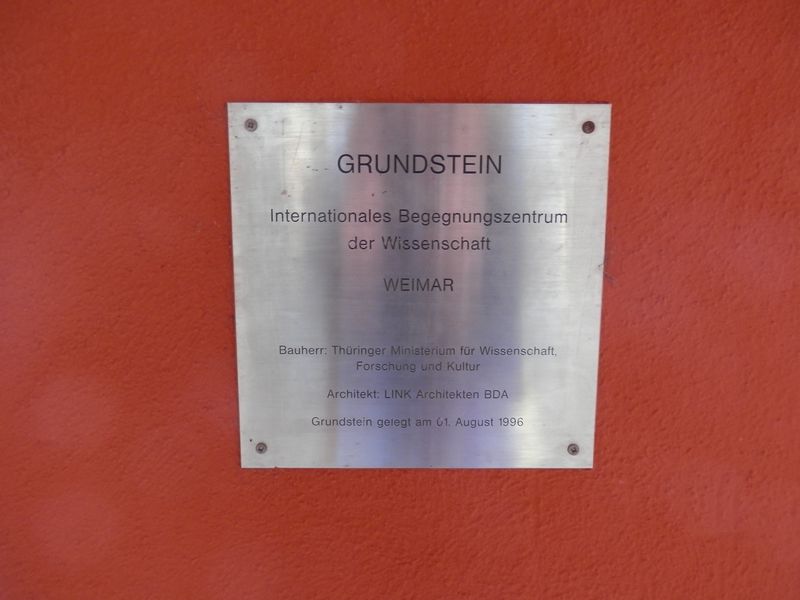 GRUNDSTEIN
Internationales Begegnungszentrum
der Wissenschaft
WEIMAR
Bauherr: Thüringer Ministerium für Wissenschaft,
Forschung und Kultur
Architekt: LINK Architekten BDA
Grundstein gelegt am 01. August 1996